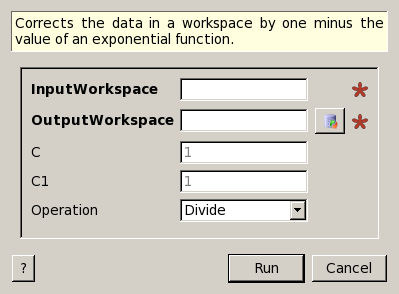 Corrects the data in a workspace by one minus the
value of an exponential function.
InputWorkspace
OutputWorkspace
C 1
C1 1
Operation Divide
? Run Cancel